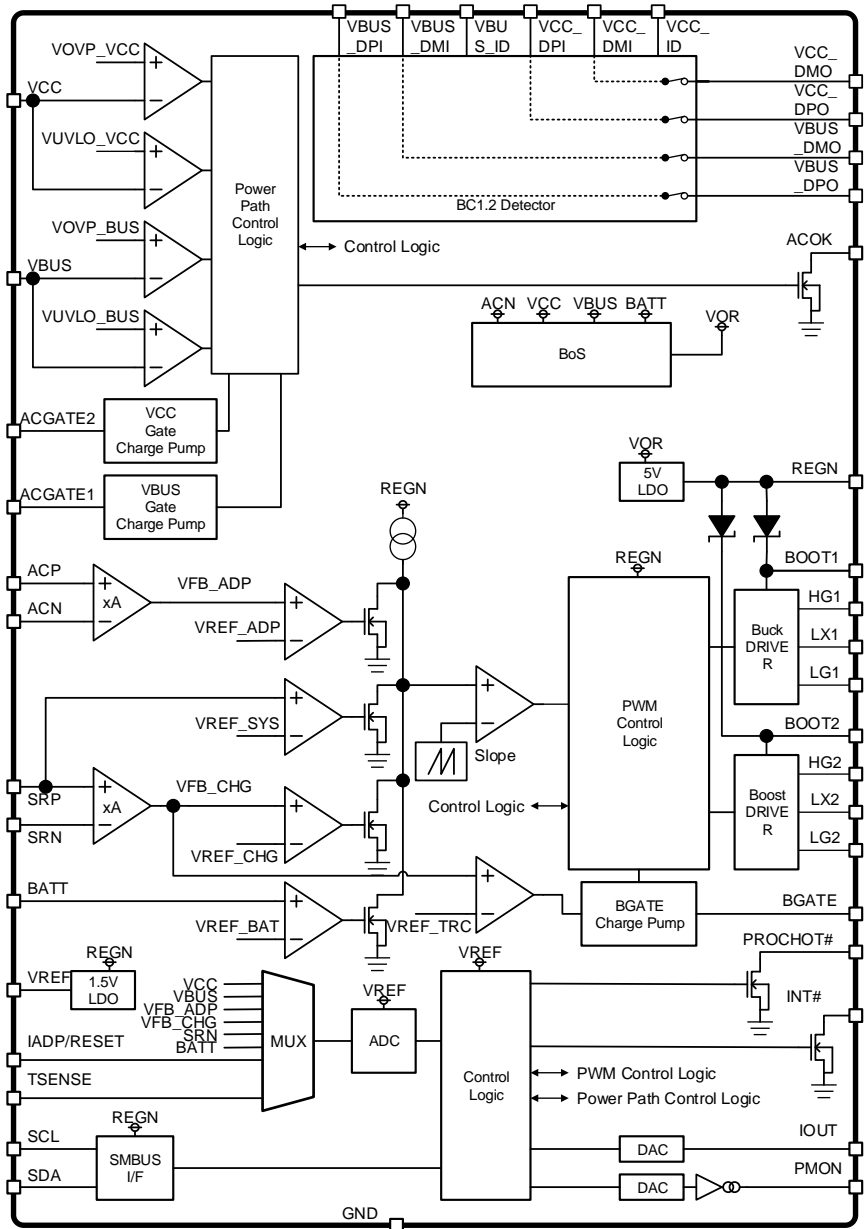 VBUS
_DPI
VBUS
_DMI
VBU
S_ID
VCC_
DPI
VCC_
DMI
VCC_
ID
VOVP_VCC
VCC
VUVLO_VCC
VOVP_BUS
VBUS
VUVLO_BUS
+
−
+
−
+
−
+
−
Power
Path
Control
Logic
Control Logic
BC1.2 Detector
VCC_
DMO
VCC_
DPO
VBUS
_DMO
VBUS
_DPO
ACOK
ACN
VCC
VBUS
BATT
VOR
BoS
ACGATE2
VCC
Gate
Charge Pump
ACGATE1
VBUS
Gate
Charge Pump
VOR
5V
LDO
REGN
REGN
ACP
ACN
+
xA
−
VFB_ADP
VREF_ADP
+
−
REGN
BOOT1
HG1
LX1
LG1
Buck
DRIVE
R
VREF_SYS
+
−
+
−
Slope
PWM
Control
Logic
Control Logic
BOOT2
HG2
LX2
LG2
Boost
DRIVE
R
SRP
SRN
+
xA
−
VFB_CHG
VREF_CHG
+
−
BATT
VREF_BAT
+
−
VREF_TRC
+
−
BGATE
Charge Pump
BGATE
VREF
REGN
1.5V
LDO
IADP/RESET
TSENSE
VCC
VBUS
VFB_ADP
VFB_CHG
SRN
BATT
MUX
VREF
ADC
VREF
Control
Logic
PROCHOT#
INT#
PWM Control Logic
Power Path Control Logic
SCL
SDA
REGN
SMBUS
I/F
DAC
IOUT
DAC
PMON
GND